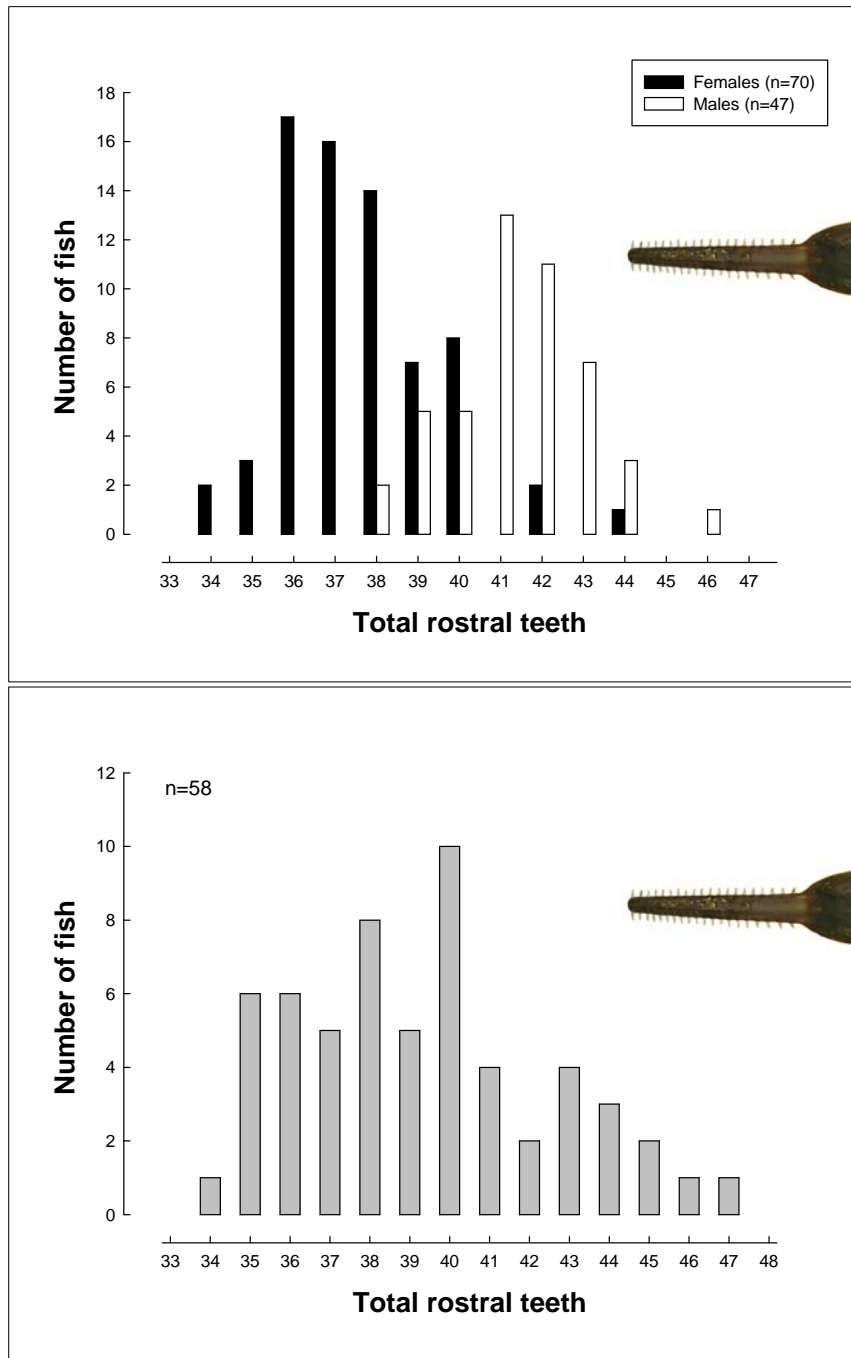 Females (n=70)
Males (n=47)
Number of fish
18
16
14
12
10
8
6
4
2
0
33 34 35 36 37 38 39 40 41 42 43 44 45 46 47
Total rostral teeth
n=58
Number of fish
12
10
8
6
4
2
0
33 34 35 36 37 38 39 40 41 42 43 44 45 46 47 48
Total rostral teeth